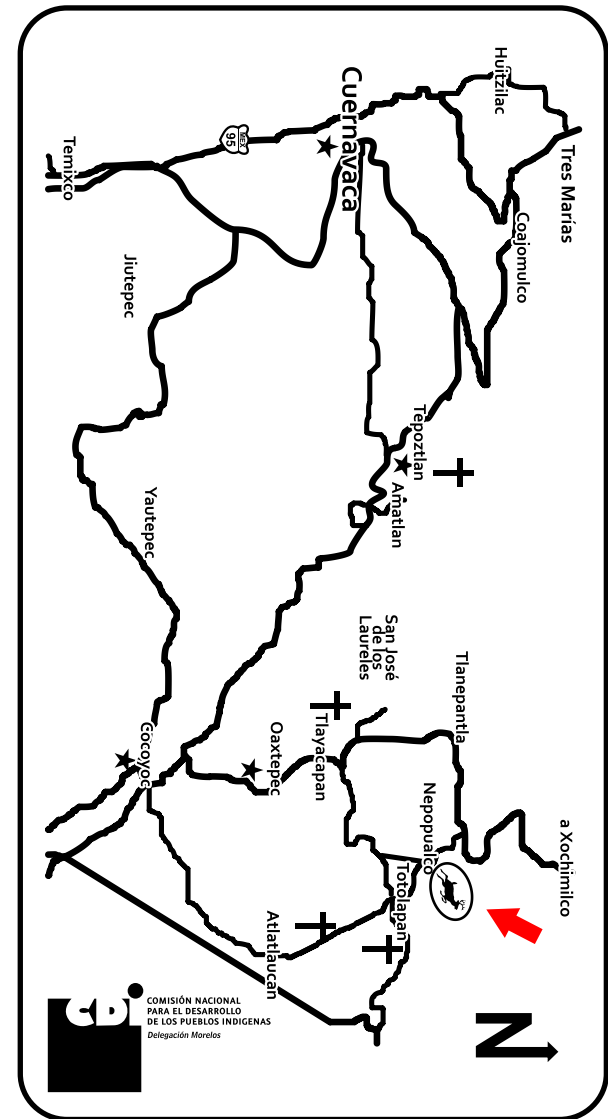 Huitzilac
Tres Marías
Coajomulco
Cuernavaca
MEX
95
Temixco
Jiutepec
Tepoztlan
Amatlan
Yautepec
San José
de los
Laureles
Tlanepantla
Tlayacapan
Oaxtepec
Cocoyoc
Nepopualco
a Xochimilco
Totolapan
Atlatlaucan
N
CDI
COMISIÓN NACIONAL
PARA EL DESARROLLO
DE LOS PUEBLOS INDIGENAS
Delegación Morelos